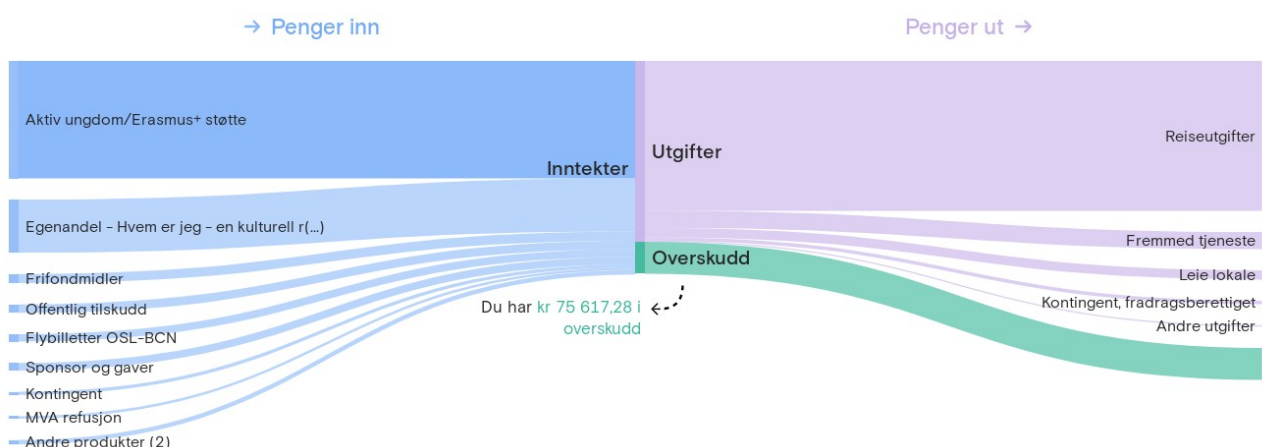 → Penger inn
Penger ut →
Aktiv ungdom/Erasmus+ støtte
Egenandel - Hvem er jeg - en kulturell r(...)
Frifondmidler
Offentlig tilskudd
Flybilletter OSL-BCN
Sponsor og gaver
Kontingent
MVA refusjon
Andre produkter (2)
Inntekter
Utgifter
Overskudd
Du har kr 75 617,28 i
overskudd
Reiseutgifter
Fremmed tjeneste
Leie lokale
Kontingent, fradragsberettiget
Andre utgifter